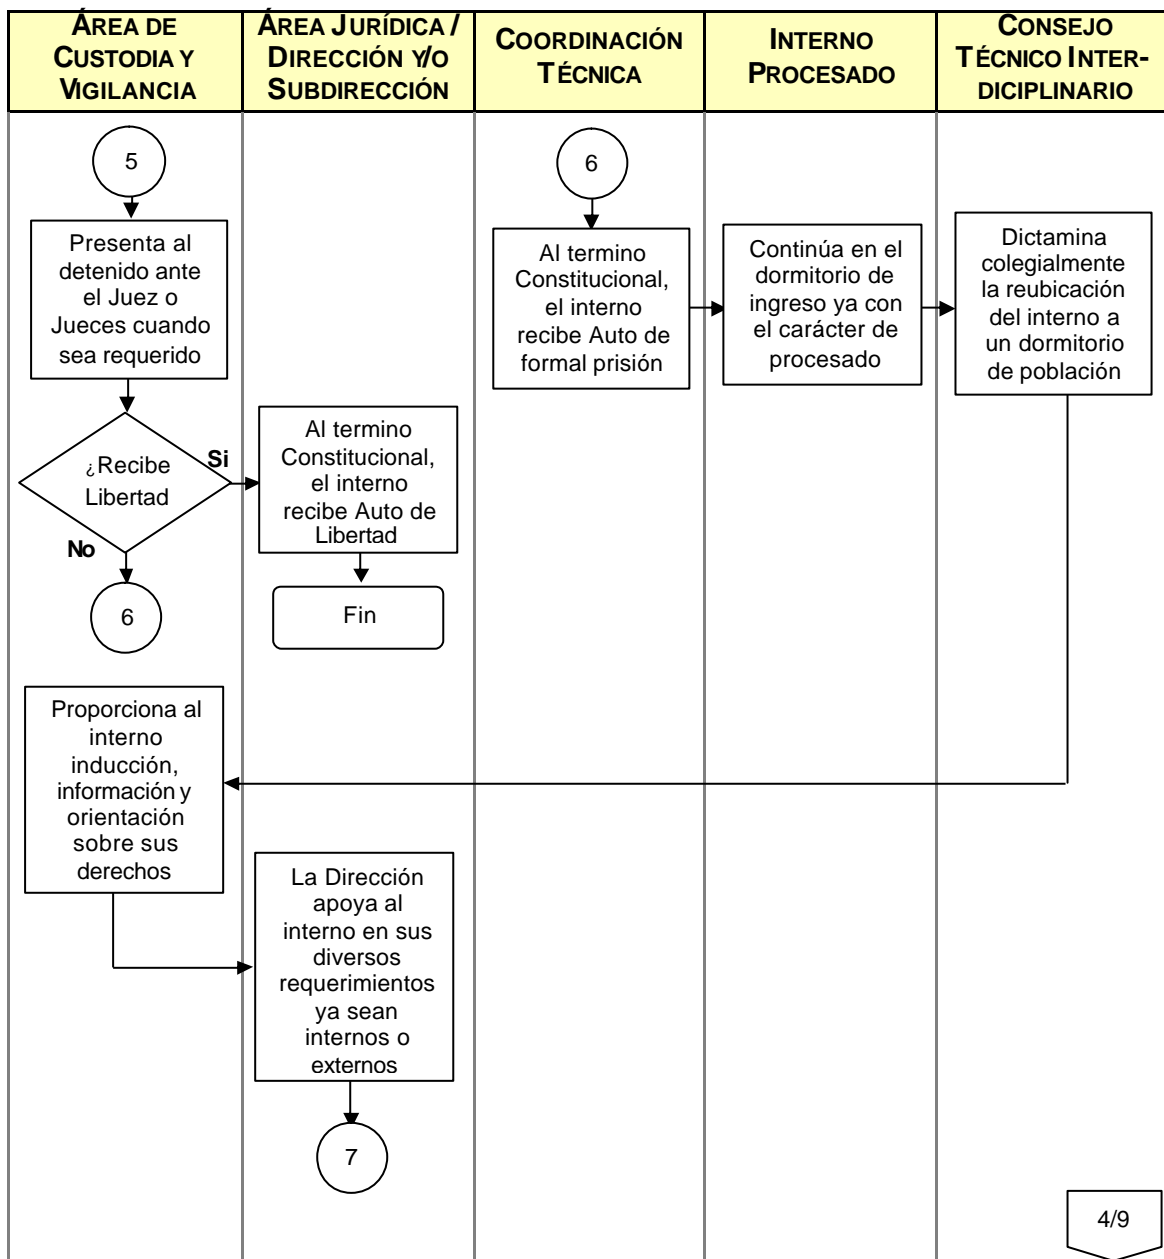 ÁREA DE
CUSTODIA Y
VIGILANCIA
ÁREA JURÍDICA /
DIRECCIÓN Y/O
SUBDIRECCIÓN
COORDINACIÓN
TÉCNICA
INTERNO
PROCESADO
CONSEJO
TÉCNICO INTER-
DICIPLINARIO
5
Presenta al
detenido ante
el Juez o
Jueces cuando
sea requerido
¿Recibe
Libertad
Si
No
6
Al termino
Constitucional,
el interno
recibe Auto de
Libertad
Fin
6
Al termino
Constitucional,
el interno
recibe Auto de
formal prisión
Continúa en el
dormitorio de
ingreso ya con
el carácter de
procesado
Dictamina
colegialmente
la reubicación
del interno a
un dormitorio
de población
Proporciona al
interno
inducción,
información y
orientación
sobre sus
derechos
La Dirección
apoya al
interno en sus
diversos
requerimientos
ya sean
internos o
externos
7
4/9